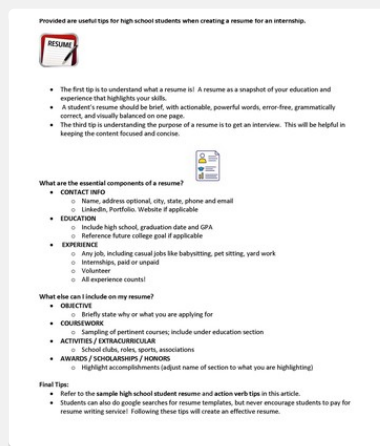 Provided are useful tips for high school students when creating a resume for an internship.
RESUME
• The first tip is to understand what a resume is! A resume as a snapshot of your education and
experience that highlights your skills.
• A student's resume should be brief, with actionable, powerful words, error-free, grammatically
correct, and visually balanced on one page.
• The third tip is understanding the purpose of a resume is to get an interview. This will be helpful in
keeping the content focused and concise.
What are the essential components of a resume?
• CONTACT INFO
o Name, address optional, city, state, phone and email
o LinkedIn, Portfolio. Website if applicable
• EDUCATION
o Include high school, graduation date and GPA
o Reference future college goal if applicable
• EXPERIENCE
o Any job, including casual jobs like babysitting, pet sitting, yard work
o Internships, paid or unpaid
o Volunteer
o All experience counts!
What else can I include on my resume?
• OBJECTIVE
o Briefly state why or what you are applying for
• COURSEWORK
o Sampling of pertinent courses; include under education section
• ACTIVITIES / EXTRACURRICULAR
o School clubs, roles, sports, associations
• AWARDS / SCHOLARSHIPS / HONORS
o Highlight accomplishments (adjust name of section to what you are highlighting)
Final Tips:
• Refer to the sample high school student resume and action verb tips in this article.
• Students can also do google searches for resume templates, but never encourage students to pay for
resume writing service! Following these tips will create an effective resume.